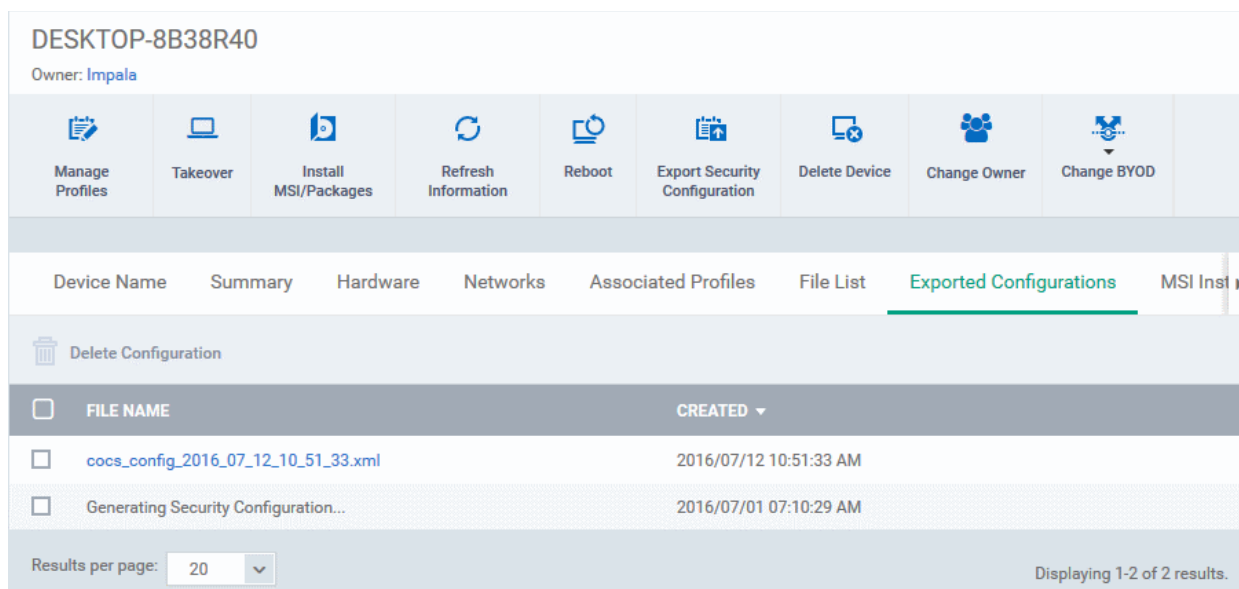 DESKTOP-8B38R40
Owner: Impala
Manage Profiles
Takeover
Install MSI/Packages
Refresh Information
Reboot
Export Security Configuration
Delete Device
Change Owner
Change BYOD
Device Name Summary Hardware Networks Associated Profiles File List Exported Configurations MSI Inst
Delete Configuration
FILE NAME CREATED
cocs_config_2016_07_12_10_51_33.xml 2016/07/12 10:51:33 AM
Generating Security Configuration... 2016/07/01 07:10:29 AM
Results per page: 20 Displaying 1-2 of 2 results.